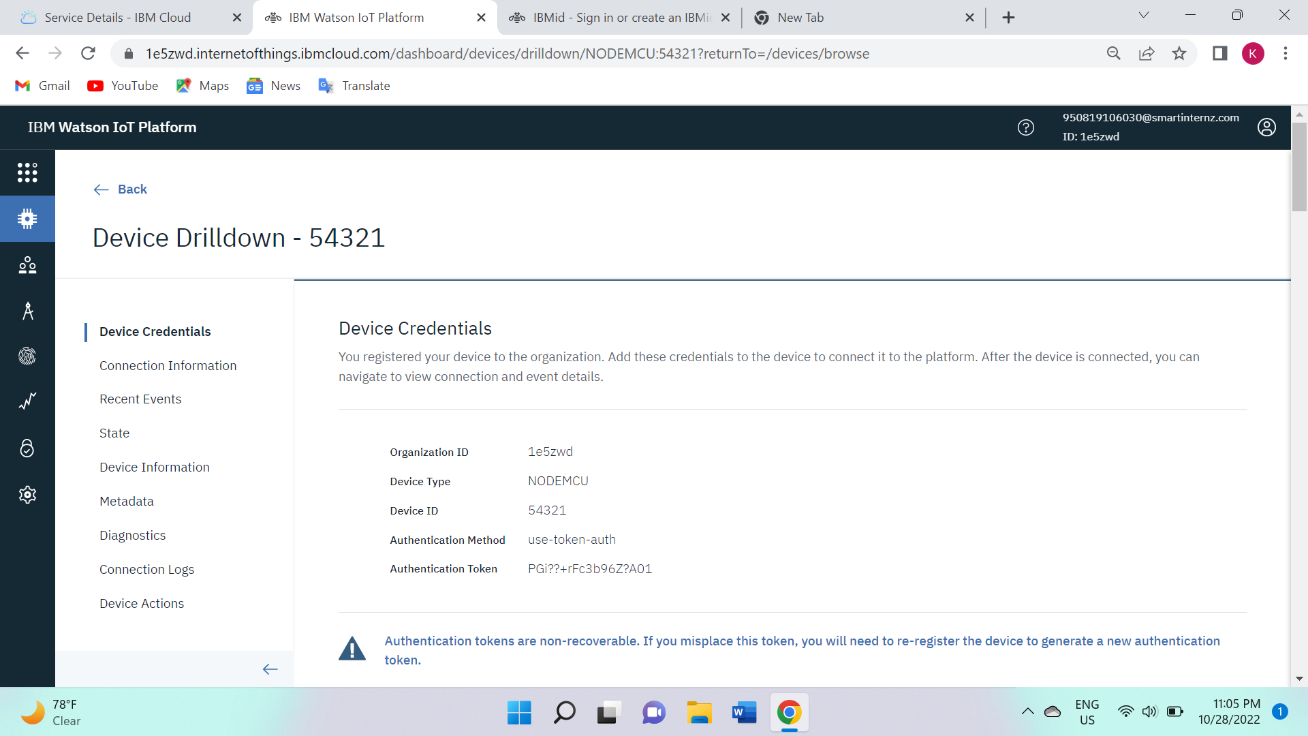 Service Details - IBM Cloud
IBM Watson IoT Platform
IBMid - Sign in or create an IBMi
New Tab
1e5zwd.internetofthings.ibmcloud.com/dashboard/devices/drilldown/NODEMCU:54321?returnTo=/devices/browse
K
Gmail
YouTube
Maps
News
Translate
IBM Watson IoT Platform
950819106030@smartinternz.com
ID: 1e5zwd
Back
Device Drilldown - 54321
Device Credentials
Connection Information
Recent Events
State
Device Information
Metadata
Diagnostics
Connection Logs
Device Actions
Device Credentials
You registered your device to the organization. Add these credentials to the device to connect it to the platform. After the device is connected, you can
navigate to view connection and event details.
Organization ID 1e5zwd
Device Type NODEMCU
Device ID 54321
Authentication Method use-token-auth
Authentication Token PGi??+rFc3b96Z?A01
Authentication tokens are non-recoverable. If you misplace this token, you will need to re-register the device to generate a new authentication
token.
78°F
Clear
ENG
US
11:05 PM
10/28/2022
1